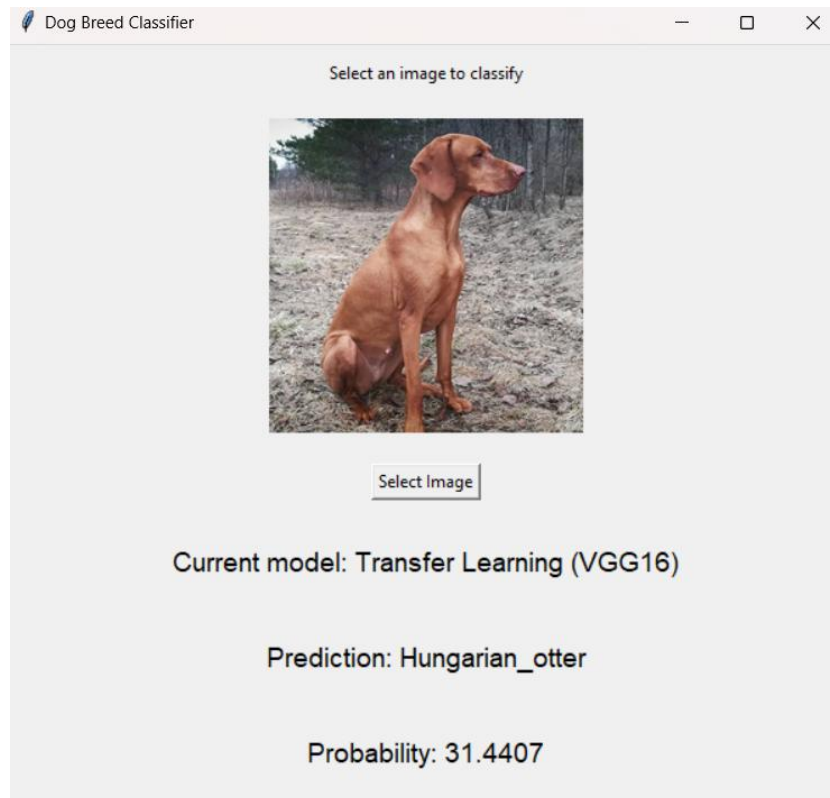 Dog Breed Classifier
Select an image to classify
Select Image
Current model: Transfer Learning (VGG16)
Prediction: Hungarian_otter
Probability: 31.4407